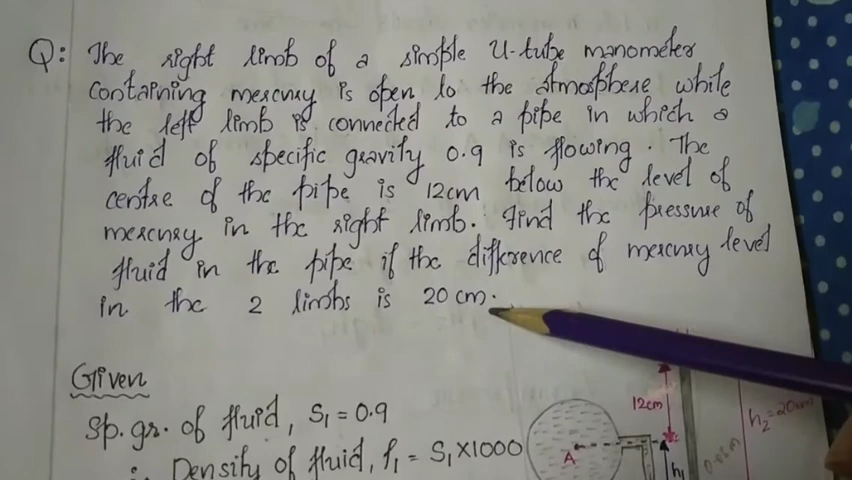 Q: The right limb of a simple U-tube manometer
containing mercury is open to the atmosphere while
the left limb is connected to a pipe in which a
fluid of specific gravity 0.9 is flowing. The
centre of the pipe is 12cm below the level of
mercury in the right limb. Find the pressure of
fluid in the pipe if the difference of mercury level
in the 2 limbs is 20 cm.
Given
Sp. gr. of fluid, S₁ = 0.9
∴ Density of fluid, ρ₁ = S₁ × 1000
12cm
A
h₁
h₂ = 20cm